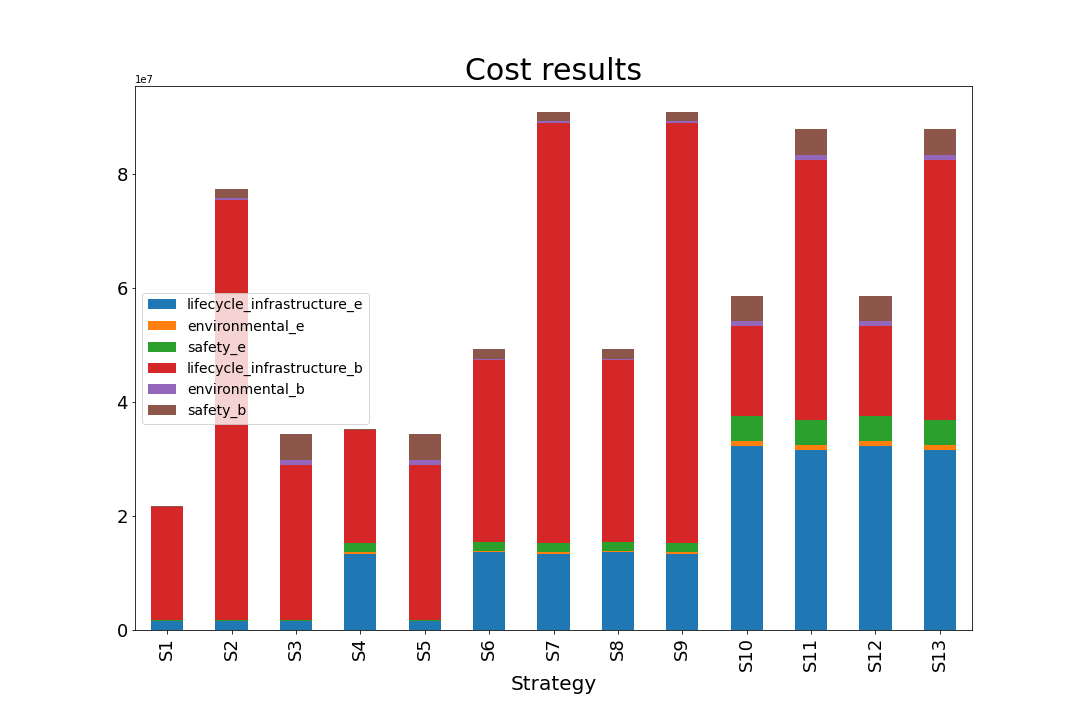 Cost results
1e7
8
6
4
2
0
lifecycle_infrastructure_e
environmental_e
safety_e
lifecycle_infrastructure_b
environmental_b
safety_b
S1 S2 S3 S4 S5 S6 S7 S8 S9 S10 S11 S12 S13
Strategy